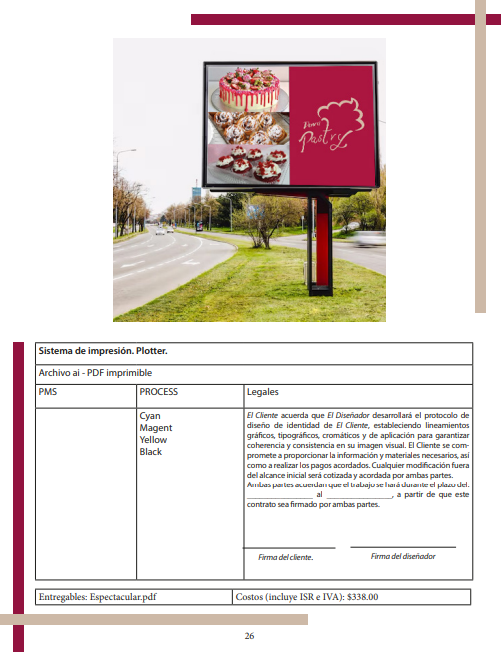 Pastry
Sistema de impresión. Plotter.
Archivo ai - PDF imprimible
PMS
PROCESS
Legales
Cyan
Magent
Yellow
Black
El Cliente acuerda que El Diseñador desarrollará el protocolo de
diseño de identidad de El Cliente, estableciendo lineamientos
gráficos, tipográficos, cromáticos y de aplicación para garantizar
coherencia y consistencia en su imagen visual. El Cliente se com-
promete a proporcionar la información y materiales necesarios, así
como a realizar los pagos acordados. Cualquier modificación fuera
del alcance inicial será cotizada y acordada por ambas partes.
Ambas partes acuerdan que el trabajo se hará durante el plazo del:
________________ al ________________, a partir de que este
contrato sea firmado por ambas partes.
Firma del cliente.
Firma del diseñador
Entregables: Espectacular.pdf
Costos (incluye ISR e IVA): $338.00
26